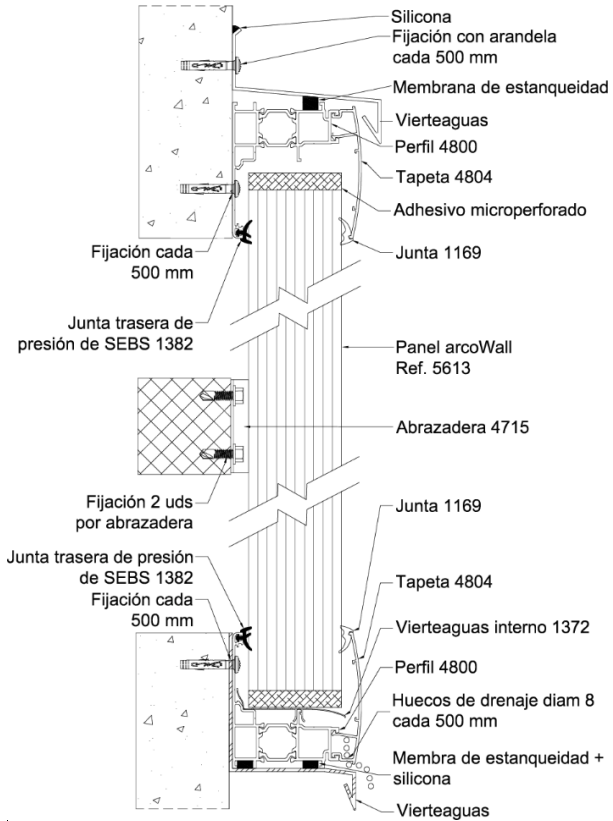 Silicona
Fijación con arandela
cada 500 mm
Membrana de estanqueidad
Vierteaguas
Perfil 4800
Tapeta 4804
Adhesivo microperforado
Fijación cada
500 mm
Junta 1169
Junta trasera de
presión de SEBS 1382
Panel arcoWall
Ref. 5613
Abrazadera 4715
Fijación 2 uds
por abrazadera
Junta 1169
Junta trasera de presión
de SEBS 1382
Tapeta 4804
Fijación cada
500 mm
Vierteaguas interno 1372
Perfil 4800
Huecos de drenaje diam 8
cada 500 mm
Membra de estanqueidad +
silicona
Vierteaguas